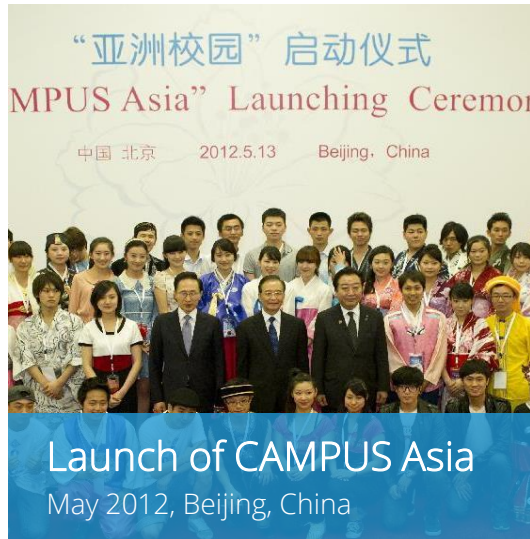 “亚洲校园” 启动仪式
MPUS Asia” Launching Ceremon
中国 北京 2012.5.13 Beijing, China
Launch of CAMPUS Asia
May 2012, Beijing, China